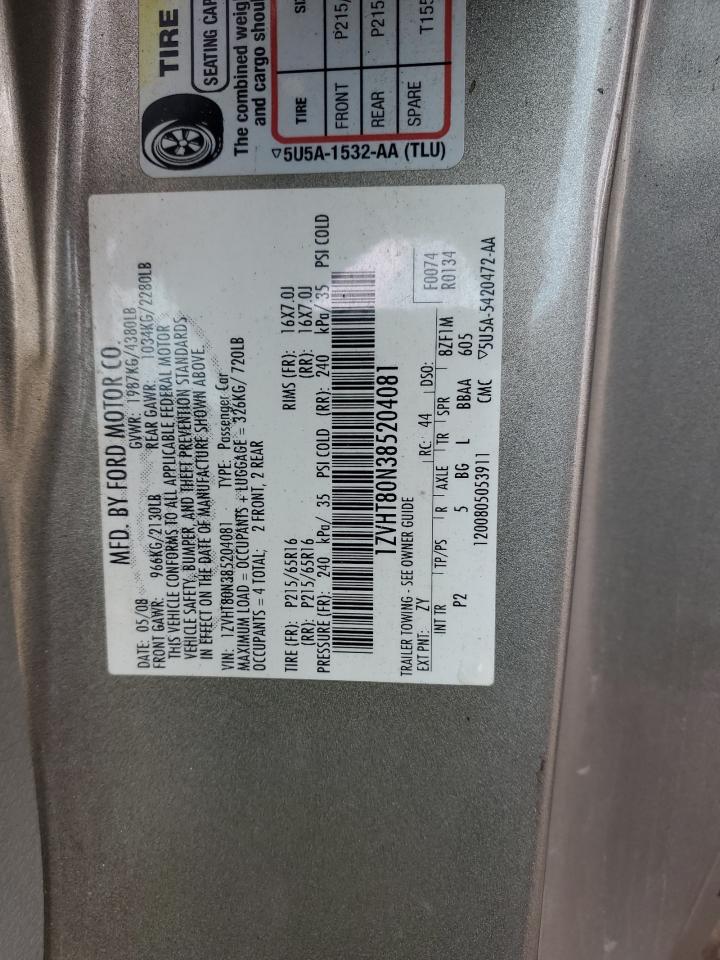 TIRE
SEATING CAP
The combined weig
and cargo shoul
TIRE SI
FRONT P215/
REAR P215
SPARE T155
▽5U5A-1532-AA (TLU)
MFD. BY FORD MOTOR CO.
DATE: 05/08 GVWR: 1987KG/4380LB
FRONT GAWR: 966KG/2130LB REAR GAWR: 1034KG/2280LB
THIS VEHICLE CONFORMS TO ALL APPLICABLE FEDERAL MOTOR
VEHICLE SAFETY, BUMPER, AND THEFT PREVENTION STANDARDS
IN EFFECT ON THE DATE OF MANUFACTURE SHOWN ABOVE.
VIN: 1ZVHT80N385204081 TYPE: Passenger Car
MAXIMUM LOAD = OCCUPANTS + LUGGAGE = 326KG/ 720LB
OCCUPANTS = 4 TOTAL; 2 FRONT, 2 REAR
TIRE (FR): P215/65R16 RIMS (FR): 16X7.0J
(RR): P215/65R16 (RR): 16X7.0J
PRESSURE (FR): 240 kPa/ 35 PSI COLD (RR): 240 kPa/ 35 PSI COLD
1ZVHT80N385204081
TRAILER TOWING - SEE OWNER GUIDE F0074
EXT PNT: ZY RC: 44 DSO: R0134
INT TR TP/PS R AXLE TR SPR 8ZF1M
P2 5 BG L BBAA 605
1200805053911 CMC ▽5U5A-5420472-AA